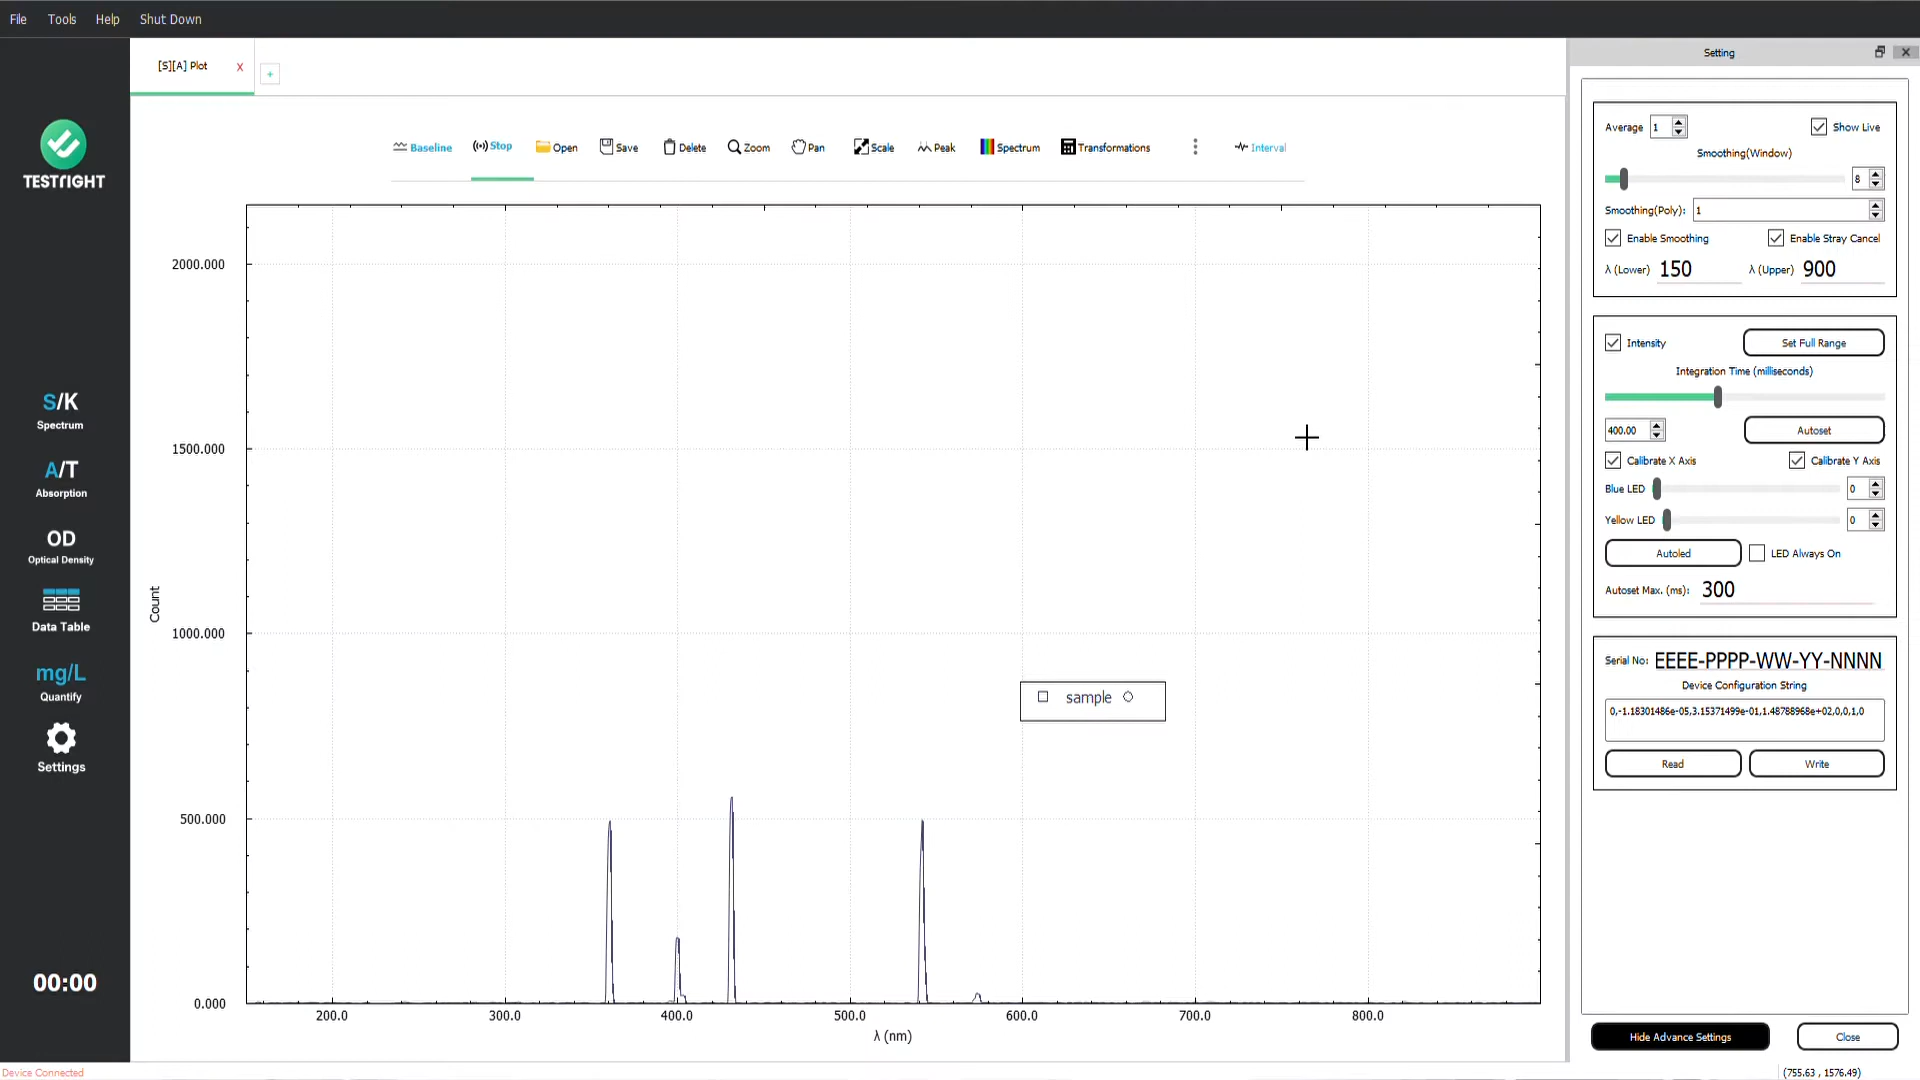 File Tools Help Shut Down
[S][A] Plot x +
Setting
TESTRIGHT
Baseline Stop Open Save Delete Zoom Pan Scale Peak Spectrum Transformations Interval
Average 1 Show Live
Smoothing(Window)
8
Smoothing(Poly): 1
Enable Smoothing Enable Stray Cancel
λ (Lower) 150 λ (Upper) 900
Intensity Set Full Range
Integration Time (milliseconds)
400.00 Autoset
Calibrate X Axis Calibrate Y Axis
Blue LED 0
Yellow LED 0
Autoled LED Always On
Autoset Max. (ms): 300
Serial No: EEEE-PPPP-WW-YY-NNNN
Device Configuration String
0,-1.18301486e-05,3.15371499e-01,1.48788968e+02,0,0,1,0
Read Write
Hide Advance Settings Close
S/K
Spectrum
A/T
Absorption
OD
Optical Density
Data Table
mg/L
Quantify
Settings
00:00
2000.000
1500.000
1000.000
500.000
0.000
Count
sample
200.0 300.0 400.0 500.0 600.0 700.0 800.0
λ (nm)
Device Connected
(755.63 , 1576.49)